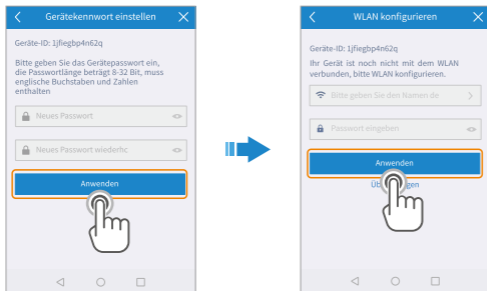 Gerätekennwort einstellen
Geräte-ID: 1jfiegbp4n62q
Bitte geben Sie das Gerätepasswort ein,
die Passwortlänge beträgt 8-32 Bit, muss
englische Buchstaben und Zahlen
enthalten
Neues Passwort
Neues Passwort wiederhc
Anwenden
WLAN konfigurieren
Geräte-ID: 1jfiegbp4n62q
Ihr Gerät ist noch nicht mit dem WLAN
verbunden, bitte WLAN konfigurieren.
Bitte geben Sie den Namen de
Passwort eingeben
Anwenden